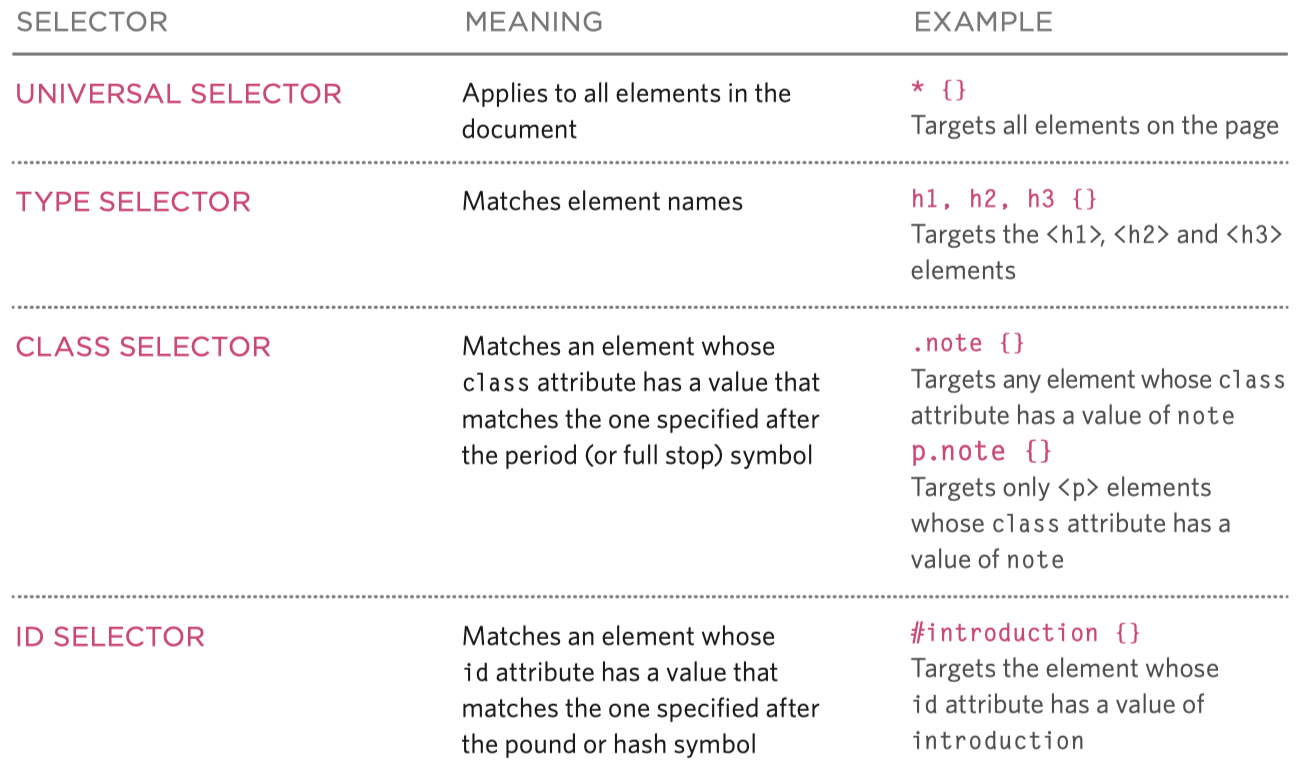 SELECTOR MEANING EXAMPLE
UNIVERSAL SELECTOR
Applies to all elements in the
document
* {}
Targets all elements on the page
TYPE SELECTOR
Matches element names
h1, h2, h3 {}
Targets the <h1>, <h2> and <h3>
elements
CLASS SELECTOR
Matches an element whose
class attribute has a value that
matches the one specified after
the period (or full stop) symbol
.note {}
Targets any element whose class
attribute has a value of note
p.note {}
Targets only <p> elements
whose class attribute has a
value of note
ID SELECTOR
Matches an element whose
id attribute has a value that
matches the one specified after
the pound or hash symbol
#introduction {}
Targets the element whose
id attribute has a value of
introduction